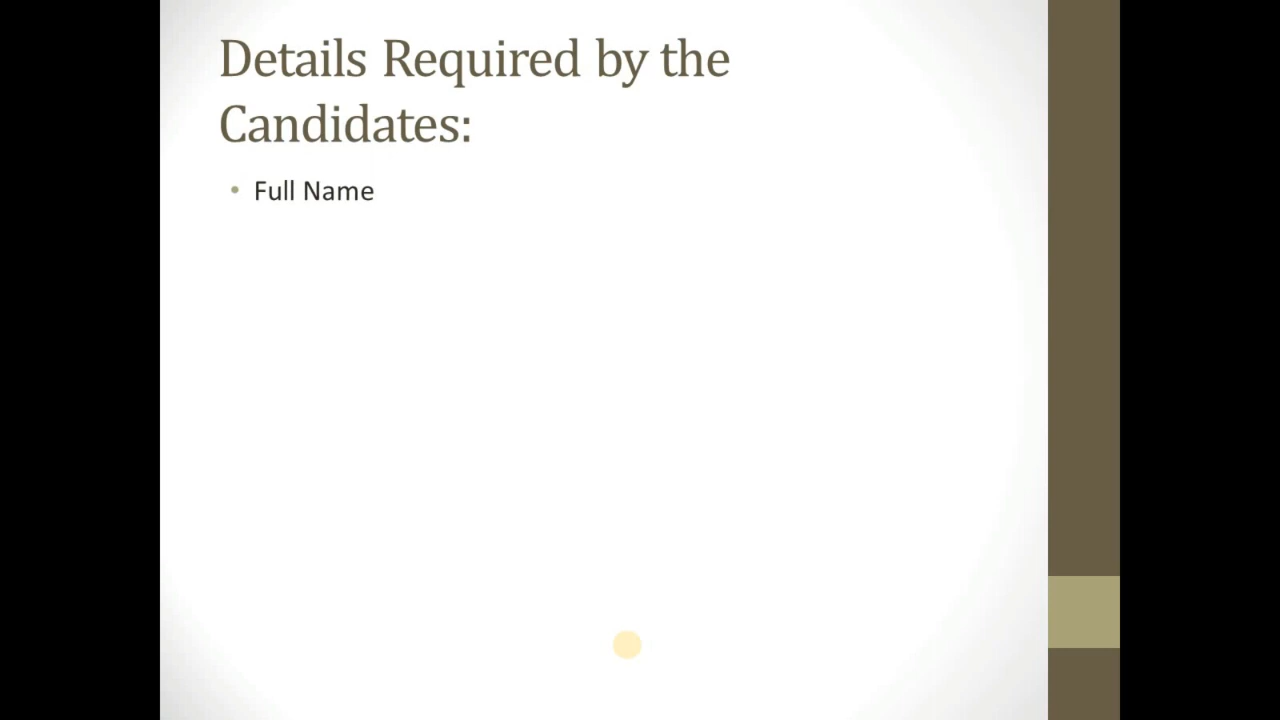 Details Required by the
Candidates:
• Full Name